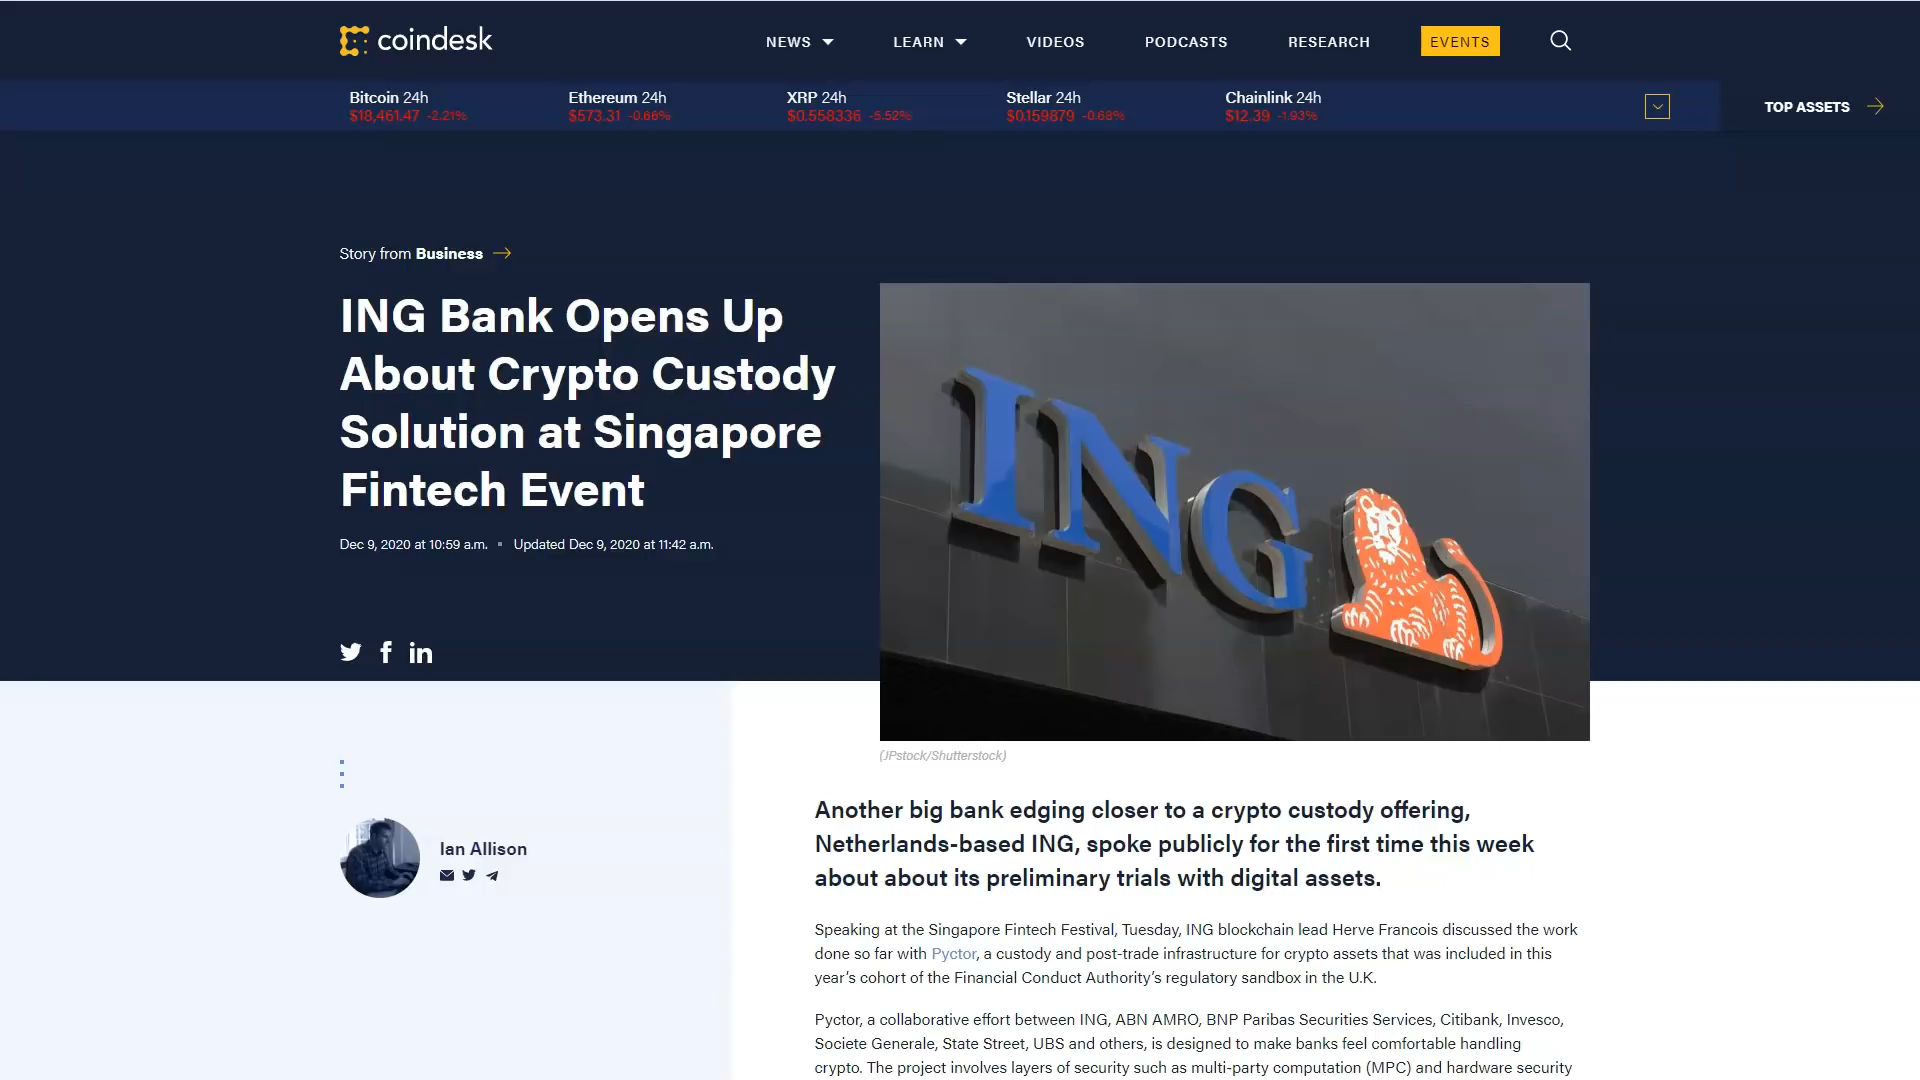 coindesk
NEWS
LEARN
VIDEOS
PODCASTS
RESEARCH
EVENTS
Bitcoin 24h
$18,461.47 -2.21%
Ethereum 24h
$573.31 -0.66%
XRP 24h
$0.558336 -5.52%
Stellar 24h
$0.159879 -0.68%
Chainlink 24h
$12.39 -1.93%
TOP ASSETS
Story from Business
ING Bank Opens Up
About Crypto Custody
Solution at Singapore
Fintech Event
Dec 9, 2020 at 10:59 a.m. Updated Dec 9, 2020 at 11:42 a.m.
ING
(JPstock/Shutterstock)
Ian Allison
Another big bank edging closer to a crypto custody offering,
Netherlands-based ING, spoke publicly for the first time this week
about about its preliminary trials with digital assets.
Speaking at the Singapore Fintech Festival, Tuesday, ING blockchain lead Herve Francois discussed the work
done so far with Pyctor, a custody and post-trade infrastructure for crypto assets that was included in this
year's cohort of the Financial Conduct Authority's regulatory sandbox in the U.K.
Pyctor, a collaborative effort between ING, ABN AMRO, BNP Paribas Securities Services, Citibank, Invesco,
Societe Generale, State Street, UBS and others, is designed to make banks feel comfortable handling
crypto. The project involves layers of security such as multi-party computation (MPC) and hardware security